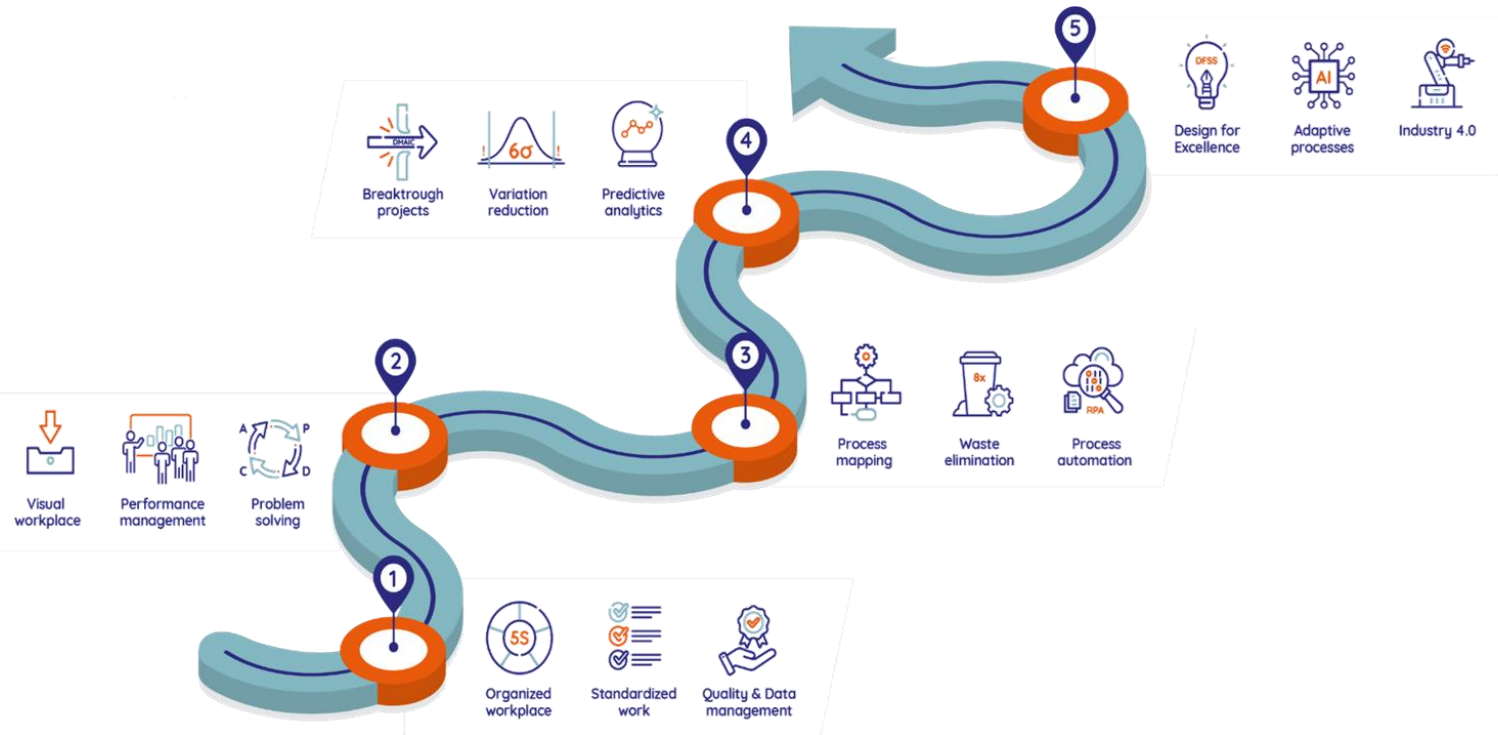 5
DFSS
AI
Design for
Excellence
Adaptive
processes
Industry 4.0
4
DMAIC
6σ
! !
Breaktrough
projects
Variation
reduction
Predictive
analytics
3
8x
RPA
Process
mapping
Waste
elimination
Process
automation
2
A P
C D
Visual
workplace
Performance
management
Problem
solving
1
5S
Organized
workplace
Standardized
work
Quality & Data
management